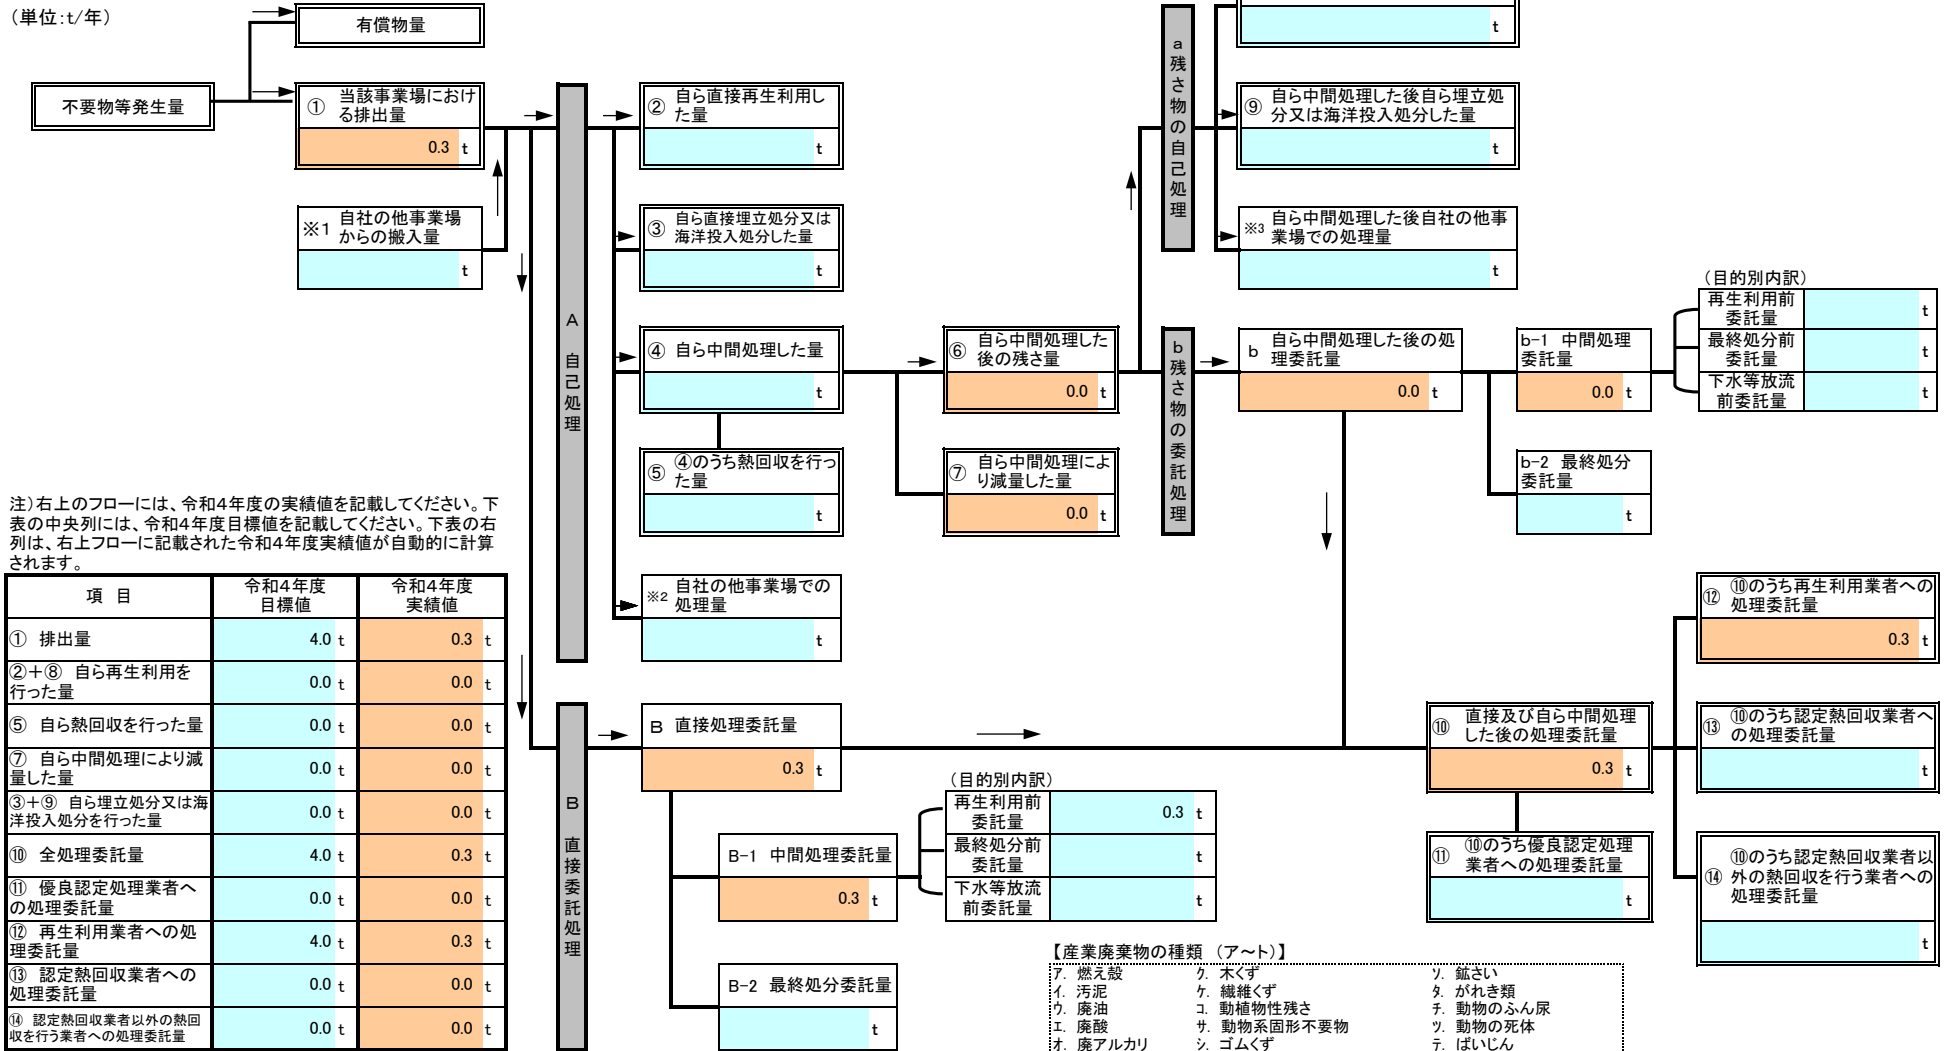 (単位:t/年)
有償物量
不要物等発生量
① 当該事業場におけ
る排出量
0.3 t
※1 自社の他事業場
からの搬入量
t
A 自己処理
② 自ら直接再生利用し
た量
t
③ 自ら直接埋立処分又は
海洋投入処分した量
t
④ 自ら中間処理した量
t
⑤ ④のうち熱回収を行っ
た量
t
※2 自社の他事業場での
処理量
t
⑥ 自ら中間処理した
後の残さ量
0.0 t
⑦ 自ら中間処理によ
り減量した量
0.0 t
a残さ物の自己処理
t
⑨ 自ら中間処理した後自ら埋立処
分又は海洋投入処分した量
t
※3 自ら中間処理した後自社の他事
業場での処理量
t
b残さ物の委託処理
b 自ら中間処理した後の処
理委託量
0.0 t
b-1 中間処理
委託量
0.0 t
b-2 最終処分
委託量
t
(目的別内訳)
再生利用前
委託量
t
最終処分前
委託量
t
下水等放流
前委託量
t
注)右上のフローには、令和4年度の実績値を記載してください。下
表の中央列には、令和4年度目標値を記載してください。下表の右
列は、右上フローに記載された令和4年度実績値が自動的に計算
されます。
項 目 令和4年度
目標値 令和4年度
実績値
① 排出量 4.0 t 0.3 t
②+⑧ 自ら再生利用を
行った量 0.0 t 0.0 t
⑤ 自ら熱回収を行った量 0.0 t 0.0 t
⑦ 自ら中間処理により減
量した量 0.0 t 0.0 t
③+⑨ 自ら埋立処分又は海
洋投入処分を行った量 0.0 t 0.0 t
⑩ 全処理委託量 4.0 t 0.3 t
⑪ 優良認定処理業者へ
の処理委託量 0.0 t 0.0 t
⑫ 再生利用業者への処
理委託量 4.0 t 0.3 t
⑬ 認定熱回収業者への
処理委託量 0.0 t 0.0 t
⑭ 認定熱回収業者以外の熱回
収を行う業者への処理委託量 0.0 t 0.0 t
B 直接委託処理
B 直接処理委託量
0.3 t
B-1 中間処理委託量
0.3 t
B-2 最終処分委託量
t
(目的別内訳)
再生利用前
委託量
0.3 t
最終処分前
委託量
t
下水等放流
前委託量
t
⑩ 直接及び自ら中間処理
した後の処理委託量
0.3 t
⑪ ⑩のうち優良認定処理
業者への処理委託量
t
⑫ ⑩のうち再生利用業者への
処理委託量
0.3 t
⑬ ⑩のうち認定熱回収業者へ
の処理委託量
t
⑭ ⑩のうち認定熱回収業者以
外の熱回収を行う業者への
処理委託量
t
【産業廃棄物の種類 (ア~ト)】
ア. 燃え殻 ク. 木くず ソ. 鉱さい
イ. 汚泥 ケ. 繊維くず タ. がれき類
ウ. 廃油 コ. 動植物性残さ チ. 動物のふん尿
エ. 廃酸 サ. 動物系固形不要物 ツ. 動物の死体
オ. 廃アルカリ シ. ゴムくず テ. ばいじん